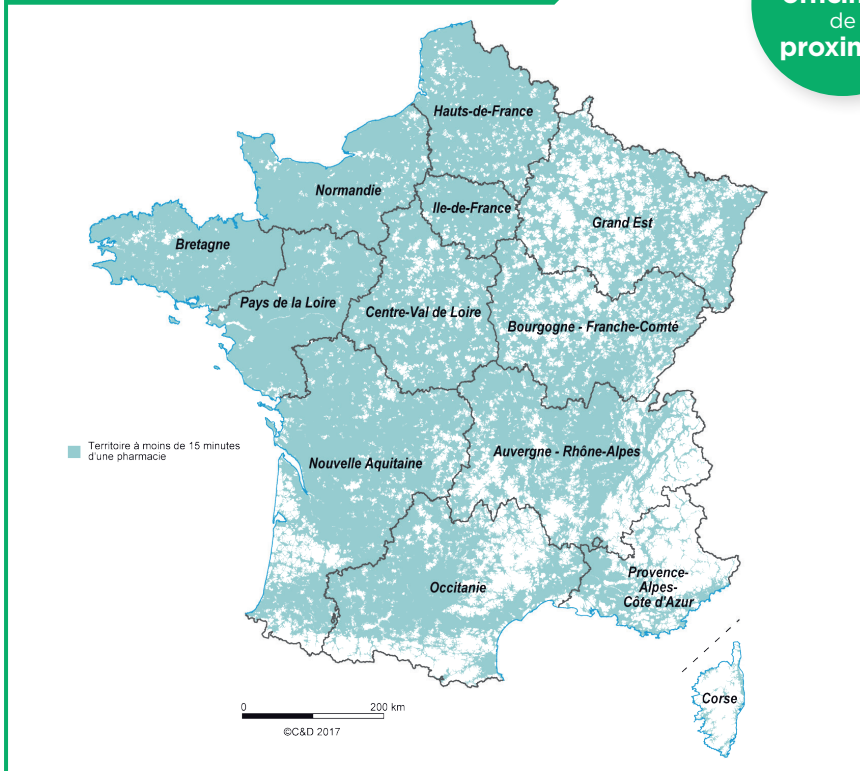 de
Hauts-de-France
Normandie
Ile-de-France
Grand Est
Bretagne
Pays de la Loire
Centre-Val de Loire
Bourgogne - Franche-Comté
Territoire à moins de 15 minutes
d'une pharmacie
Nouvelle Aquitaine
Auvergne - Rhône-Alpes
Occitanie
Provence-
Alpes-
Côte d'Azur
Corse
0 200 km
©C&D 2017